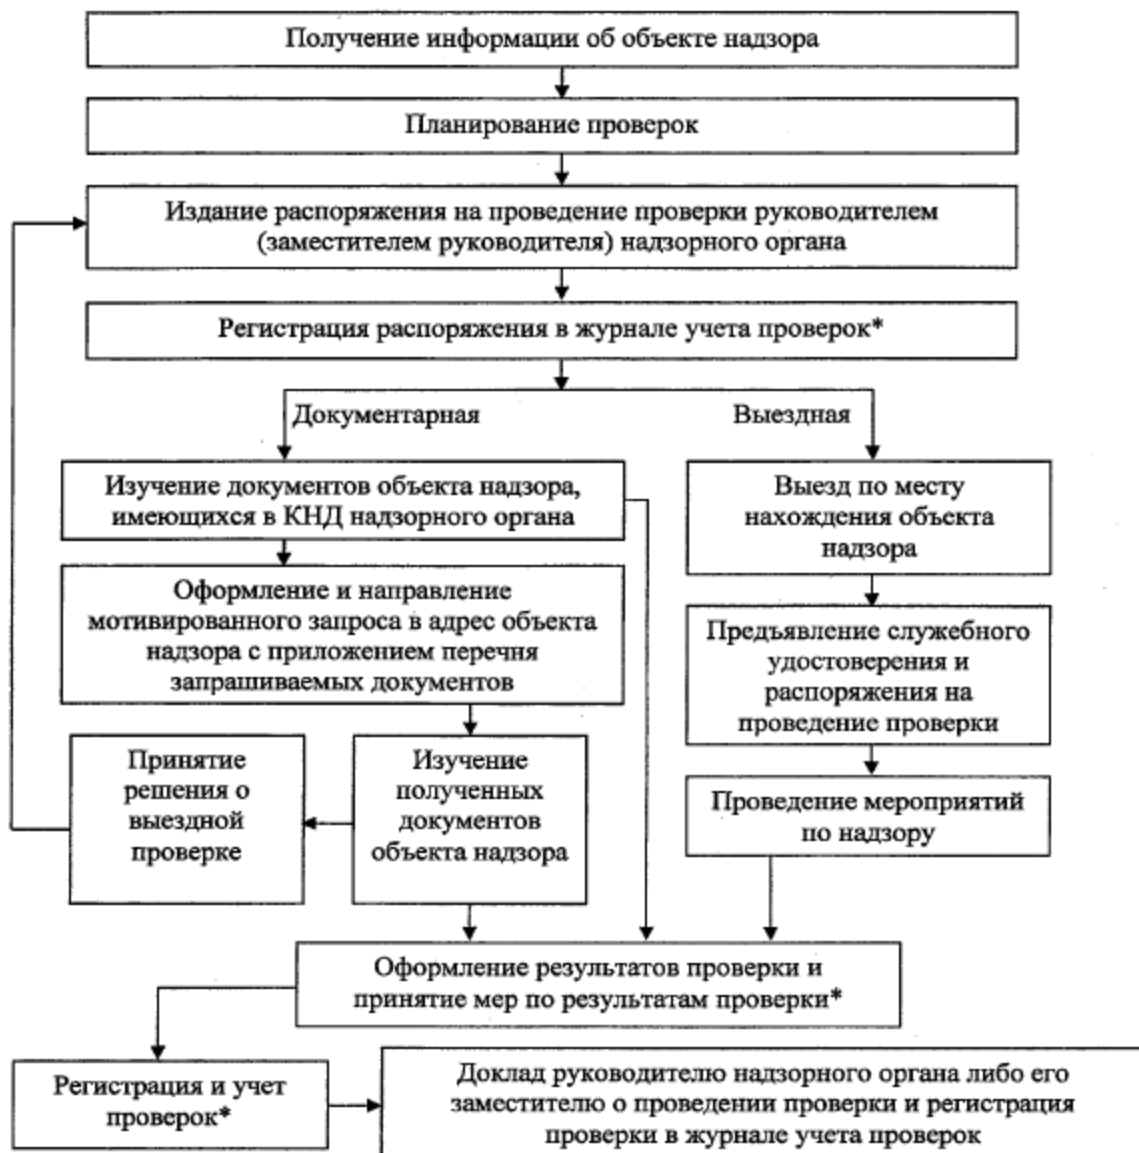 Получение информации об объекте надзора
Планирование проверок
Издание распоряжения на проведение проверки руководителем
(заместителем руководителя) надзорного органа
Регистрация распоряжения в журнале учета проверок*
Документарная
Выездная
Изучение документов объекта надзора,
имеющихся в КНД надзорного органа
Выезд по месту
нахождения объекта
надзора
Оформление и направление
мотивированного запроса в адрес объекта
надзора с приложением перечня
запрашиваемых документов
Предъявление служебного
удостоверения и
распоряжения на
проведение проверки
Принятие
решения о
выездной
проверке
Изучение
полученных
документов
объекта надзора
Проведение мероприятий
по надзору
Оформление результатов проверки и
принятие мер по результатам проверки*
Регистрация и учет
проверок*
Доклад руководителю надзорного органа либо его
заместителю о проведении проверки и регистрация
проверки в журнале учета проверок